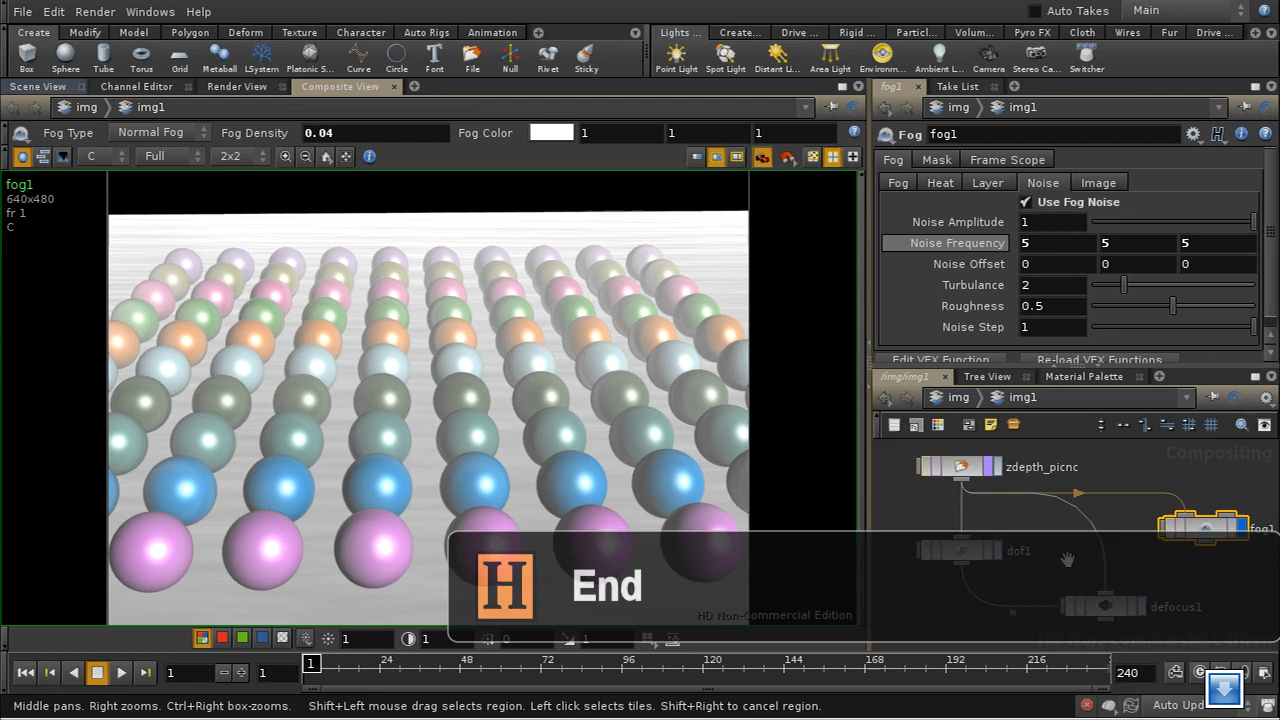 File Edit Render Windows Help Auto Takes Main
Create Modify Model Polygon Deform Texture Character Auto Rigs Animation Lights ... Create... Drive ... Rigid ... Particl... Volum... Pyro FX Cloth Wires Fur Drive ...
Box Sphere Tube Torus Grid Metaball LSystem Platonic S... Curve Circle Font File Null Rivet Sticky Point Light Spot Light Distant Li... Area Light Environm... Ambient L... Camera Stereo Ca... Switcher
Scene View Channel Editor Render View Composite View fog1 Take List
img img1 img img1
Fog Type Normal Fog Fog Density 0.04 Fog Color 1 1 1 Fog fog1
C Full 2x2 Fog Mask Frame Scope
fog1
640x480
fr 1
C
Fog Heat Layer Noise Image
Use Fog Noise
Noise Amplitude 1
Noise Frequency 5 5 5
Noise Offset 0 0 0
Turbulance 2
Roughness 0.5
Noise Step 1
Edit VFX Function Re-load VFX Functions
/img/img1 Tree View Material Palette
img img1
Compositing
zdepth_picnc
fog1
dof1
H End
defocus1
HD Non-Commercial Edition
1 1 0 1
1 1 1 24 48 72 96 120 144 168 192 216 240
Middle pans. Right zooms. Ctrl+Right box-zooms. Shift+Left mouse drag selects region. Left click selects tiles. Shift+Right to cancel region. Auto Up